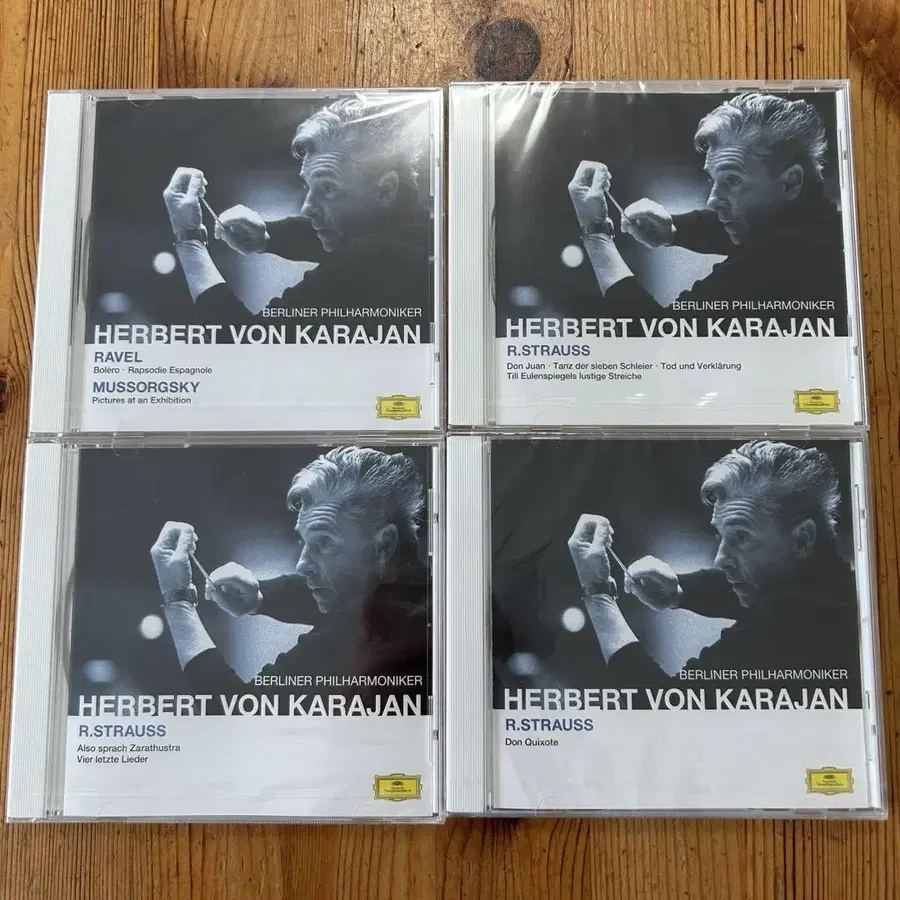 BERLINER PHILHARMONIKER
HERBERT VON KARAJAN
RAVEL
Boléro · Rapsodie Espagnole
MUSSORGSKY
Pictures at an Exhibition
BERLINER PHILHARMONIKER
HERBERT VON KARAJAN
R.STRAUSS
Don Juan · Tanz der sieben Schleier · Tod und Verklärung
Till Eulenspiegels lustige Streiche
BERLINER PHILHARMONIKER
HERBERT VON KARAJAN
R.STRAUSS
Also sprach Zarathustra
Vier letzte Lieder
BERLINER PHILHARMONIKER
HERBERT VON KARAJAN
R.STRAUSS
Don Quixote